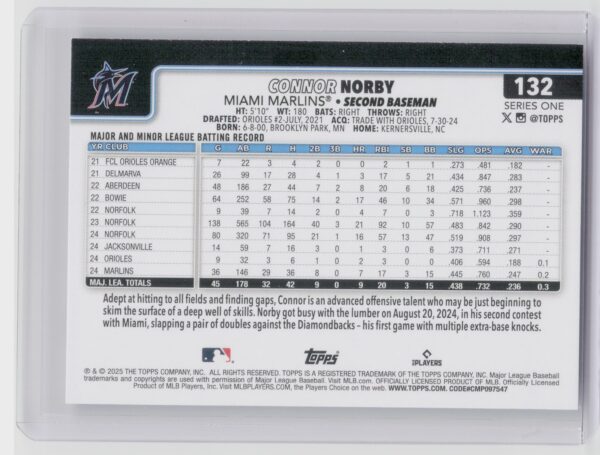 CONNOR NORBY
132
MIAMI MARLINS® • SECOND BASEMAN
SERIES ONE
HT: 5'10" WT: 180 BATS: RIGHT THROWS: RIGHT
X @TOPPS
DRAFTED: ORIOLES #2-JULY, 2021 ACQ: TRADE WITH ORIOLES, 7-30-24
BORN: 6-8-00, BROOKLYN PARK, MN HOME: KERNERSVILLE, NC
MAJOR AND MINOR LEAGUE BATTING RECORD
YR CLUB G AB R H 2B 3B HR RBI SB BB SLG OPS AVG WAR
21 FCL ORIOLES ORANGE 7 22 3 4 2 0 0 2 1 1 .273 .481 .182 -
21 DELMARVA 26 99 17 28 4 1 3 17 5 21 .434 .847 .283 -
22 ABERDEEN 48 186 27 44 7 2 8 20 6 18 .425 .736 .237 -
22 BOWIE 64 252 58 75 14 2 17 46 10 34 .571 .960 .298 -
22 NORFOLK 9 39 7 14 2 0 4 7 0 3 .718 1.123 .359 -
23 NORFOLK 138 565 104 164 40 3 21 92 10 57 .483 .842 .290 -
24 NORFOLK 80 320 71 95 21 1 16 57 13 47 .519 .908 .297 -
24 JACKSONVILLE 14 59 7 16 3 0 1 3 0 6 .373 .711 .271 -
24 ORIOLES 9 32 3 6 1 0 2 3 0 0 .406 .594 .188 0.1
24 MARLINS 36 146 29 36 8 0 7 17 3 15 .445 .760 .247 0.2
MAJ. LEA. TOTALS 45 178 32 42 9 0 9 20 3 15 .438 .732 .236 0.3
Adept at hitting to all fields and finding gaps, Connor is an advanced offensive talent who may be just beginning to
skim the surface of a deep well of skills. Norby got busy with the lumber on August 20, 2024, in his second contest
with Miami, slapping a pair of doubles against the Diamondbacks – his first game with multiple extra-base knocks.
Topps
PLAYERS
® & © 2025 THE TOPPS COMPANY, INC. ALL RIGHTS RESERVED. TOPPS IS A REGISTERED TRADEMARK OF THE TOPPS COMPANY, INC. Major League Baseball
trademarks and copyrights are used with permission of Major League Baseball. Visit MLB.com. OFFICIALLY LICENSED PRODUCT OF MLB. Officially Licensed
Product of MLB Players, Inc. Visit MLBPLAYERS.com, the Players Choice on the web. WWW.TOPPS.COM. CODE#CMP097547